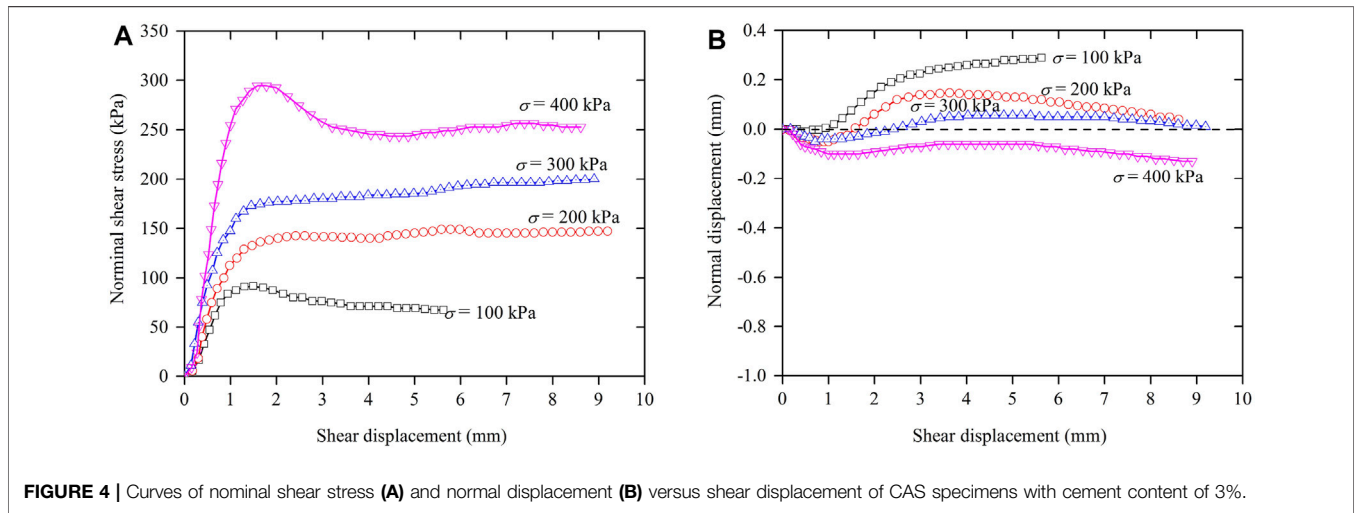 A
350
300
250
200
150
100
50
0
Norminal shear stress (kPa)
σ = 400 kPa
σ = 300 kPa
σ = 200 kPa
σ = 100 kPa
0 1 2 3 4 5 6 7 8 9 10
Shear displacement (mm)
B
0.4
0.2
0.0
-0.2
-0.4
-0.6
-0.8
-1.0
Normal displacement (mm)
σ = 100 kPa
σ = 200 kPa
σ = 300 kPa
σ = 400 kPa
0 1 2 3 4 5 6 7 8 9 10
Shear displacement (mm)
FIGURE 4 | Curves of nominal shear stress (A) and normal displacement (B) versus shear displacement of CAS specimens with cement content of 3%.